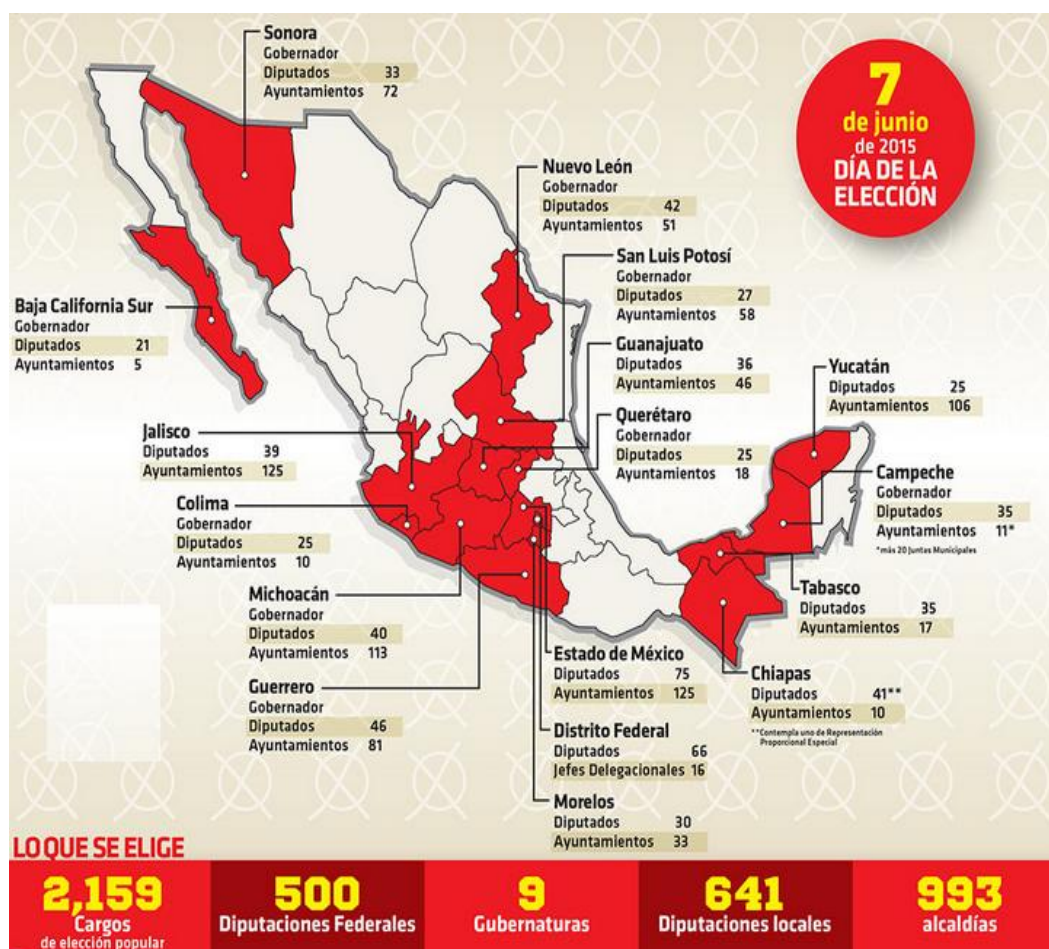 Sonora
Gobernador
Diputados 33
Ayuntamientos 72
7
de junio
de 2015
DÍA DE LA
ELECCIÓN
Nuevo León
Gobernador
Diputados 42
Ayuntamientos 51
San Luis Potosí
Gobernador
Diputados 27
Ayuntamientos 58
Baja California Sur
Gobernador
Diputados 21
Ayuntamientos 5
Guanajuato
Diputados 36
Ayuntamientos 46
Yucatán
Diputados 25
Ayuntamientos 106
Querétaro
Gobernador
Diputados 25
Ayuntamientos 18
Jalisco
Diputados 39
Ayuntamientos 125
Campeche
Gobernador
Diputados 35
Ayuntamientos 11*
*más 20 Juntas Municipales
Colima
Gobernador
Diputados 25
Ayuntamientos 10
Tabasco
Diputados 35
Ayuntamientos 17
Michoacán
Gobernador
Diputados 40
Ayuntamientos 113
Estado de México
Diputados 75
Ayuntamientos 125
Chiapas
Diputados 41**
Ayuntamientos 10
**Contempla uno de Representación
Proporcional Especial
Guerrero
Gobernador
Diputados 46
Ayuntamientos 81
Distrito Federal
Diputados 66
Jefes Delegacionales 16
Morelos
Diputados 30
Ayuntamientos 33
LO QUE SE ELIGE
2,159
Cargos
de elección popular
500
Diputaciones Federales
9
Gubernaturas
641
Diputaciones locales
993
alcaldías